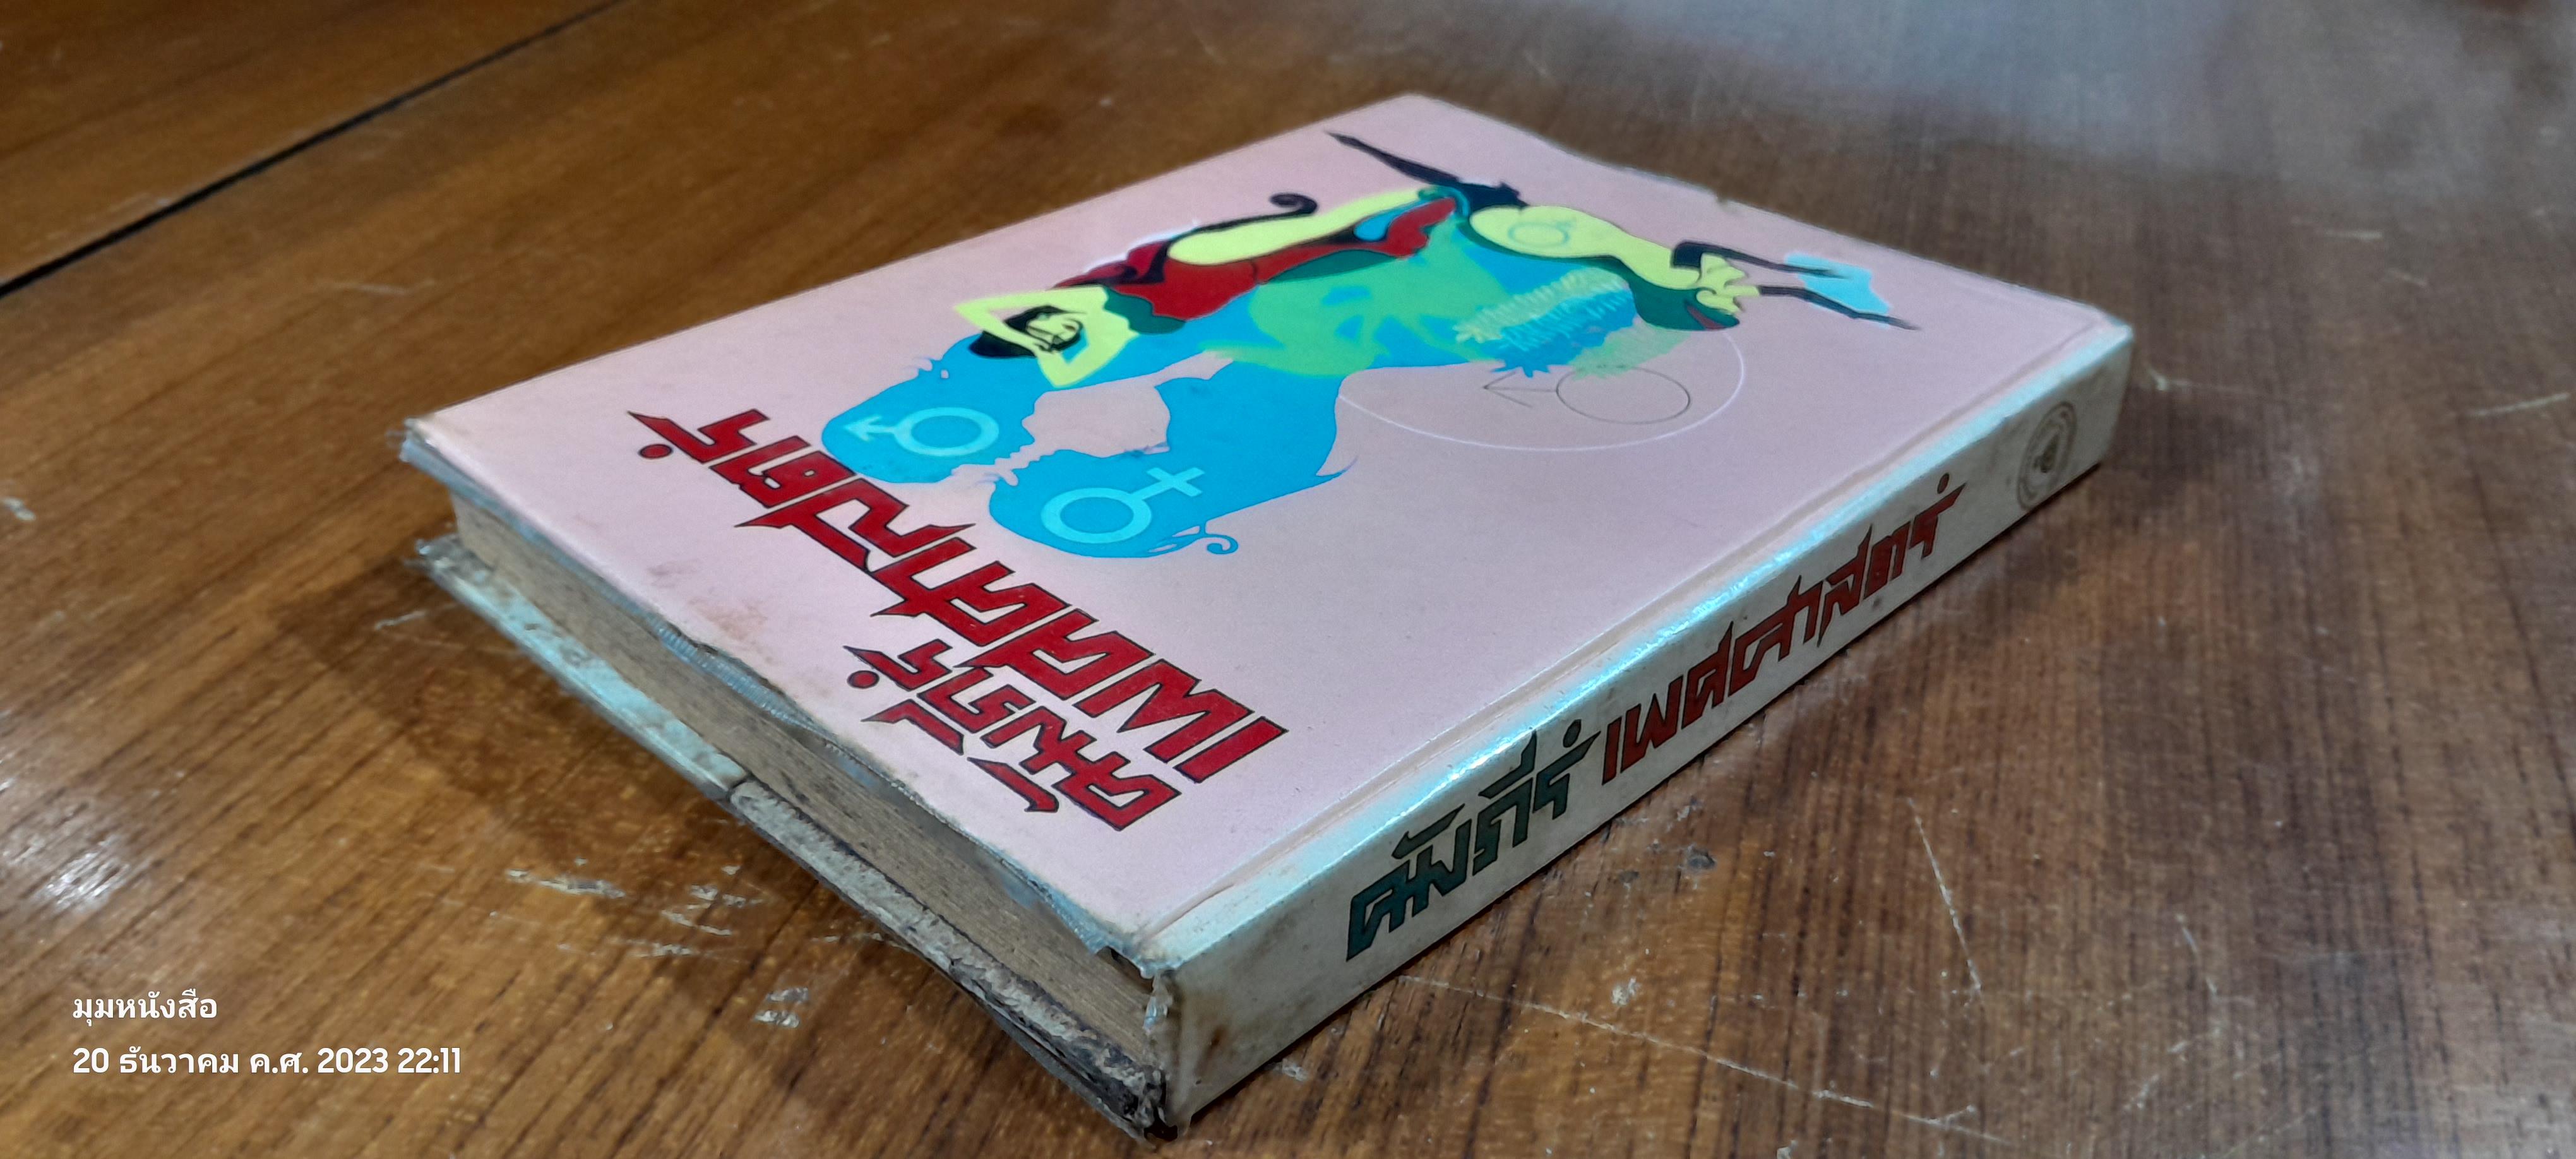 คัมภีร์
เพศศาสตร์
คัมภีร์ เพศศาสตร์
มุมหนังสือ
20 ธันวาคม ค.ศ. 2023 22:11